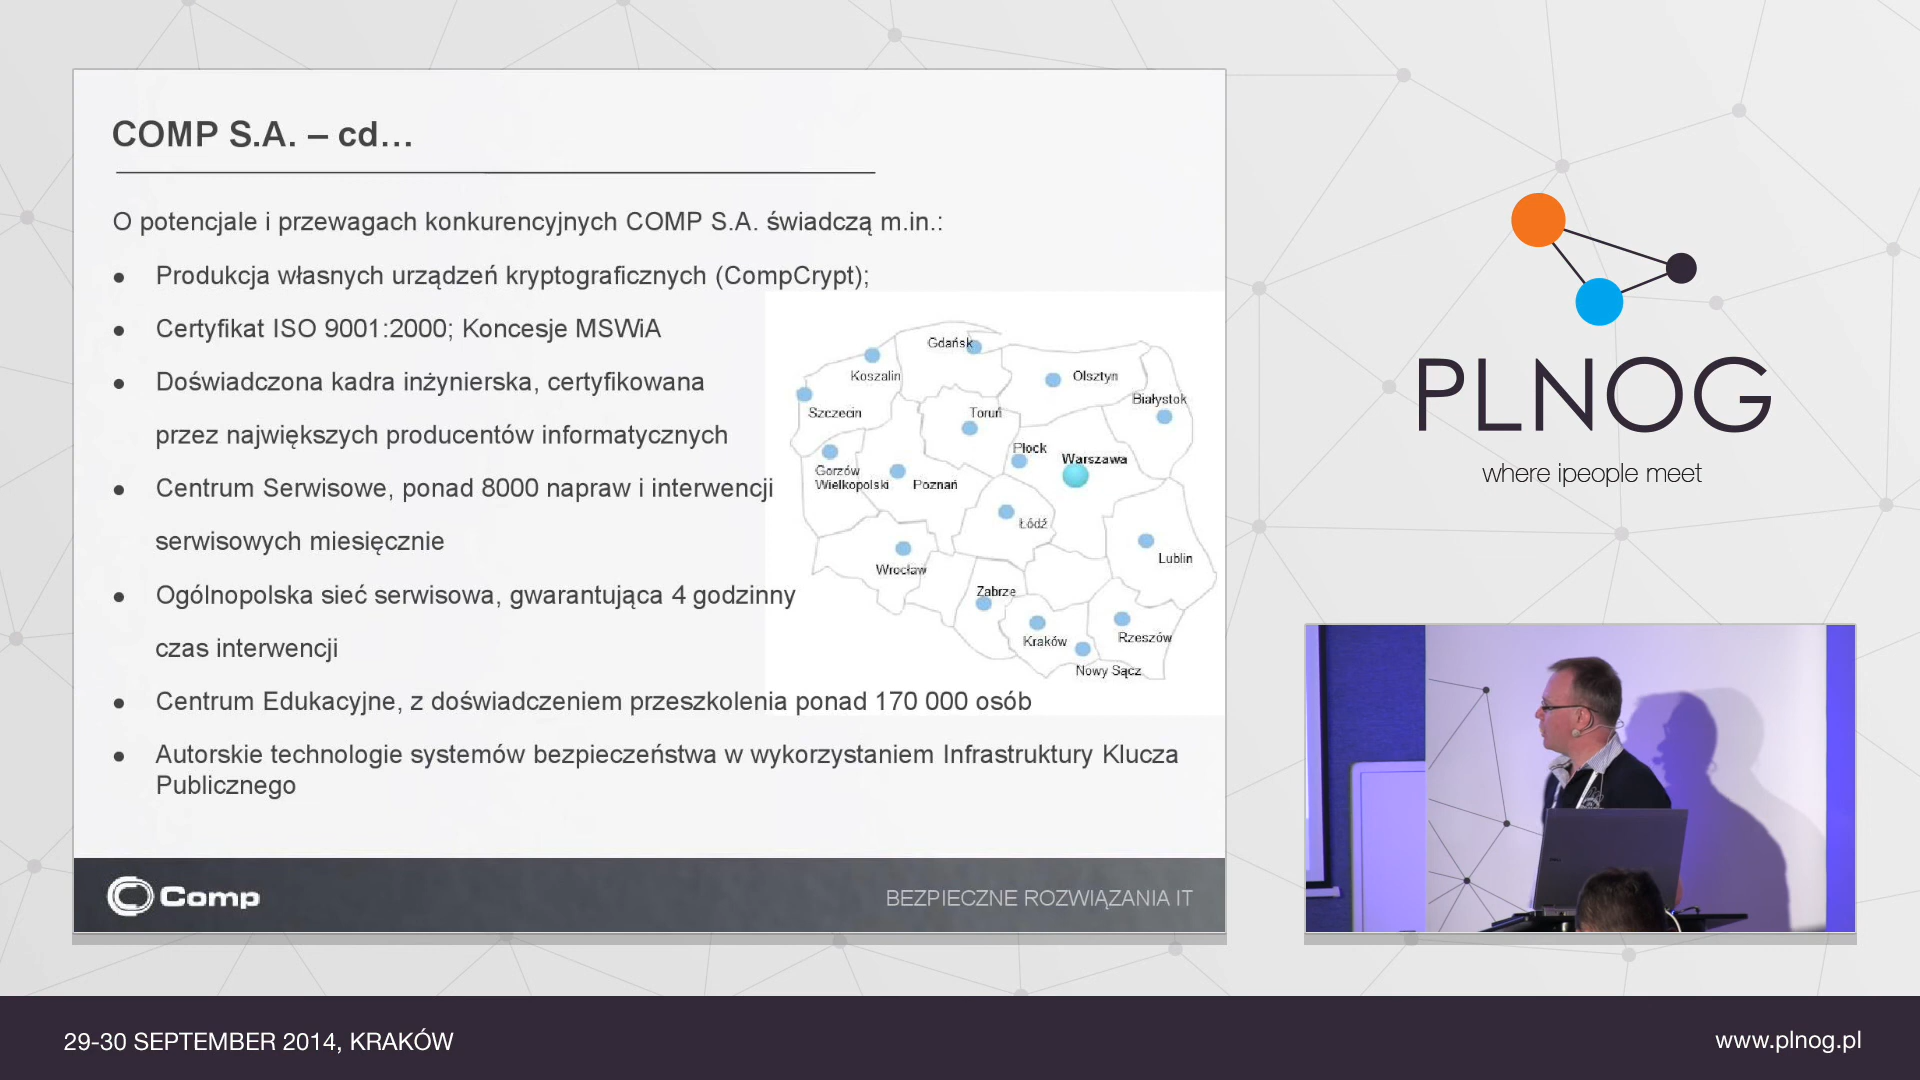 COMP S.A. – cd...
O potencjale i przewagach konkurencyjnych COMP S.A. świadczą m.in.:
● Produkcja własnych urządzeń kryptograficznych (CompCrypt);
● Certyfikat ISO 9001:2000; Koncesje MSWiA
● Doświadczona kadra inżynierska, certyfikowana
przez największych producentów informatycznych
● Centrum Serwisowe, ponad 8000 napraw i interwencji
serwisowych miesięcznie
● Ogólnopolska sieć serwisowa, gwarantująca 4 godzinny
czas interwencji
● Centrum Edukacyjne, z doświadczeniem przeszkolenia ponad 170 000 osób
● Autorskie technologie systemów bezpieczeństwa w wykorzystaniem Infrastruktury Klucza
Publicznego
Gdańsk
Koszalin
Olsztyn
Białystok
Szczecin
Toruń
Płock
Warszawa
Gorzów
Wielkopolski
Poznań
Łódź
Lublin
Wrocław
Zabrze
Kraków
Rzeszów
Nowy Sącz
Comp
BEZPIECZNE ROZWIĄZANIA IT
PLNOG
where ipeople meet
29-30 SEPTEMBER 2014, KRAKÓW
www.plnog.pl